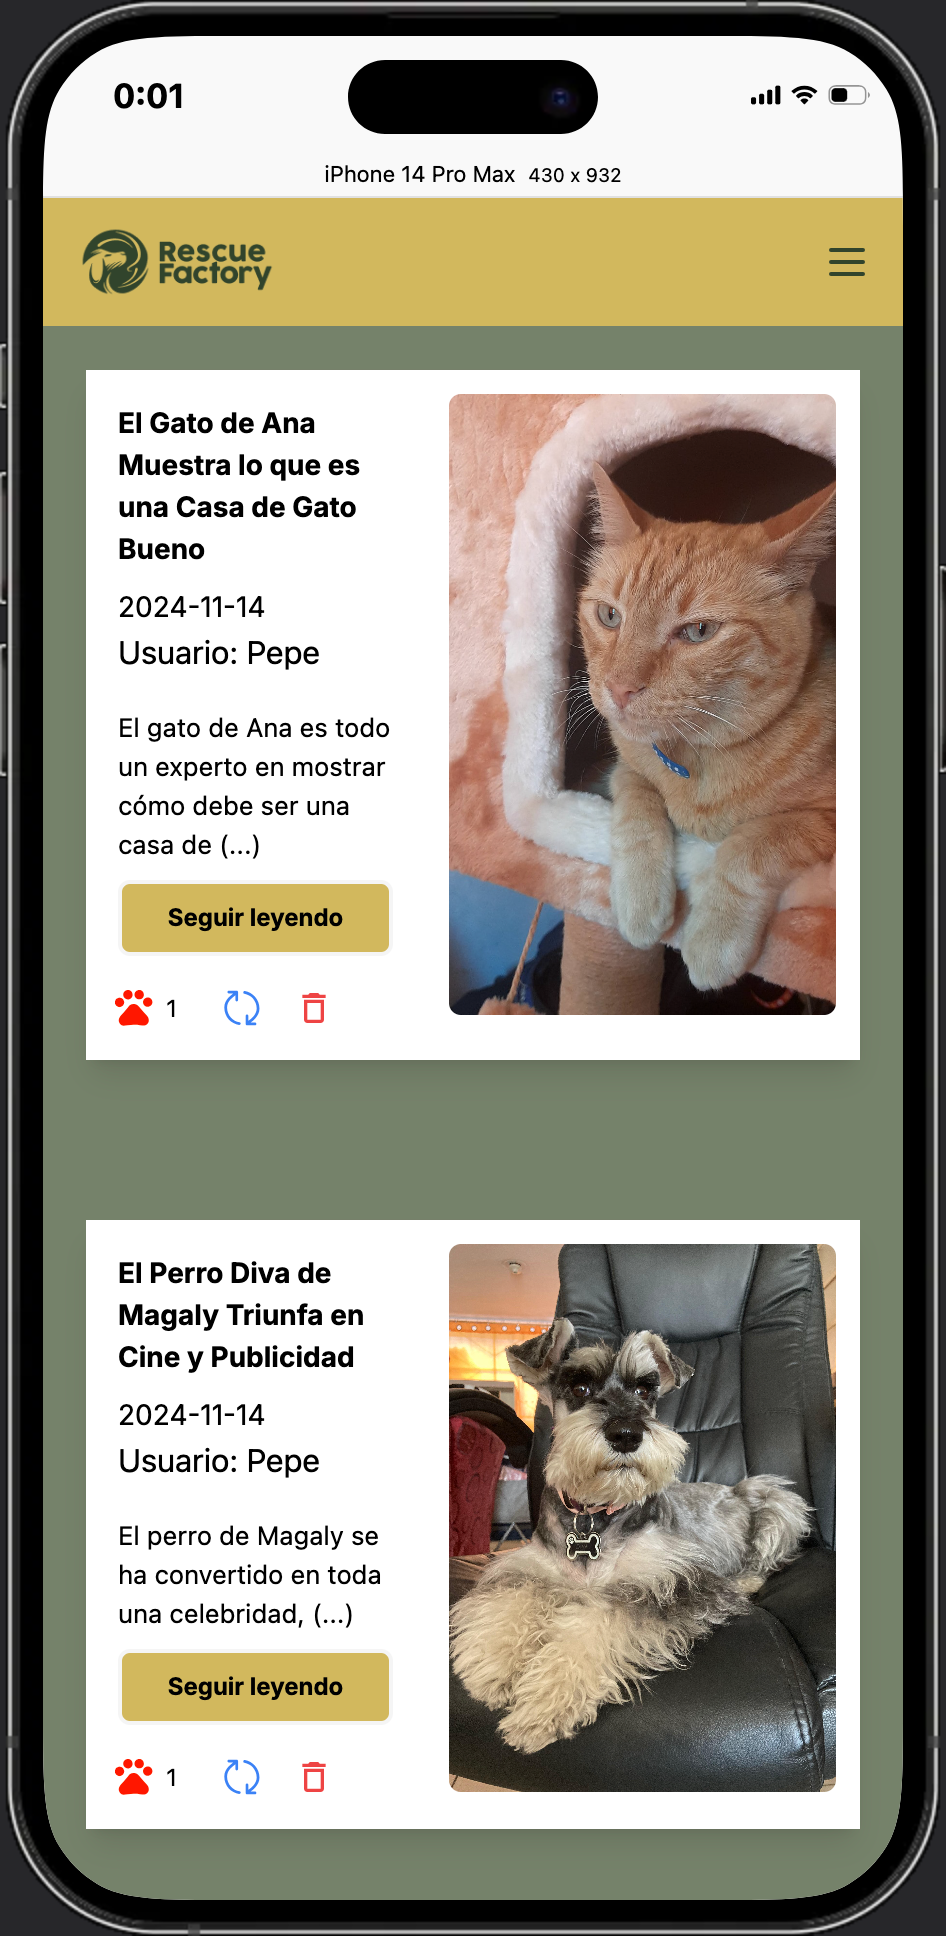 0:01
iPhone 14 Pro Max 430 x 932
Rescue
Factory
El Gato de Ana
Muestra lo que es
una Casa de Gato
Bueno
2024-11-14
Usuario: Pepe
El gato de Ana es todo
un experto en mostrar
cómo debe ser una
casa de (...)
Seguir leyendo
1
El Perro Diva de
Magaly Triunfa en
Cine y Publicidad
2024-11-14
Usuario: Pepe
El perro de Magaly se
ha convertido en toda
una celebridad, (...)
Seguir leyendo
1